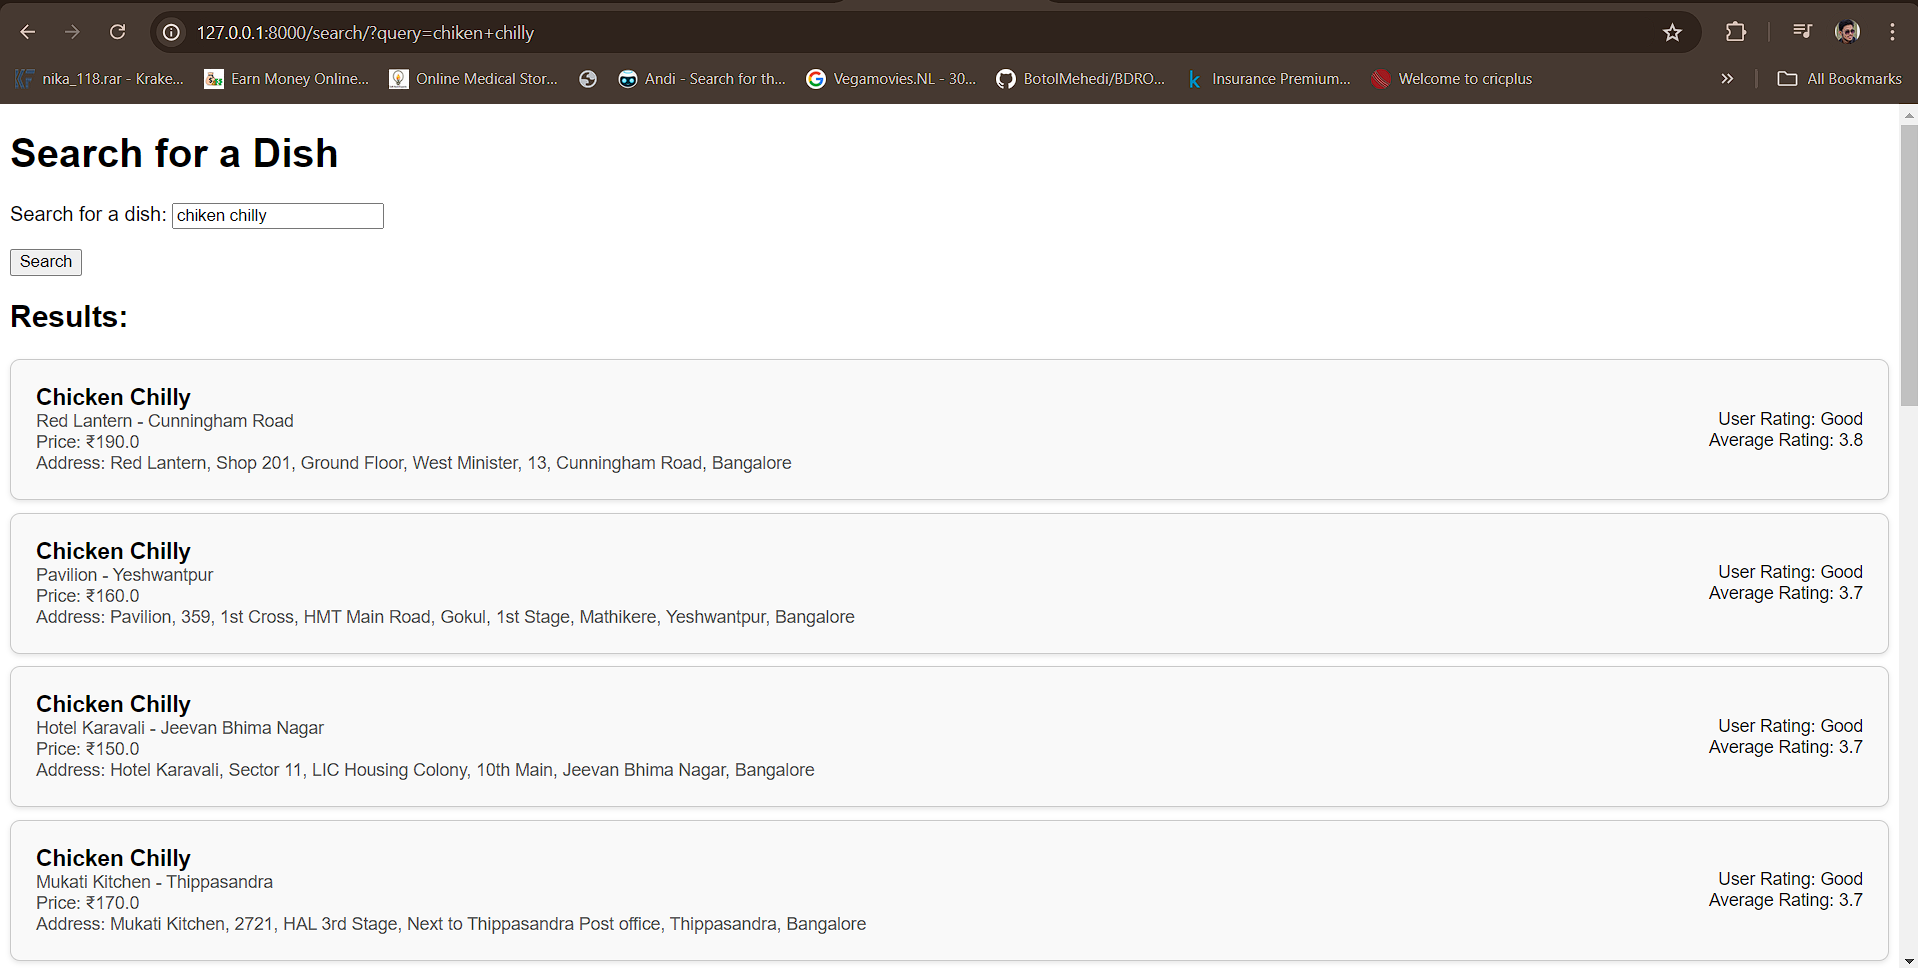 127.0.0.1:8000/search/?query=chiken+chilly
nika_118.rar - Krake... Earn Money Online... Online Medical Stor... Andi - Search for th... Vegamovies.NL - 30... BotolMehedi/BDRO... Insurance Premium... Welcome to cricplus » All Bookmarks
Search for a Dish
Search for a dish: chiken chilly
Search
Results:
Chicken Chilly
Red Lantern - Cunningham Road
Price: ₹190.0
Address: Red Lantern, Shop 201, Ground Floor, West Minister, 13, Cunningham Road, Bangalore
User Rating: Good
Average Rating: 3.8
Chicken Chilly
Pavilion - Yeshwantpur
Price: ₹160.0
Address: Pavilion, 359, 1st Cross, HMT Main Road, Gokul, 1st Stage, Mathikere, Yeshwantpur, Bangalore
User Rating: Good
Average Rating: 3.7
Chicken Chilly
Hotel Karavali - Jeevan Bhima Nagar
Price: ₹150.0
Address: Hotel Karavali, Sector 11, LIC Housing Colony, 10th Main, Jeevan Bhima Nagar, Bangalore
User Rating: Good
Average Rating: 3.7
Chicken Chilly
Mukati Kitchen - Thippasandra
Price: ₹170.0
Address: Mukati Kitchen, 2721, HAL 3rd Stage, Next to Thippasandra Post office, Thippasandra, Bangalore
User Rating: Good
Average Rating: 3.7